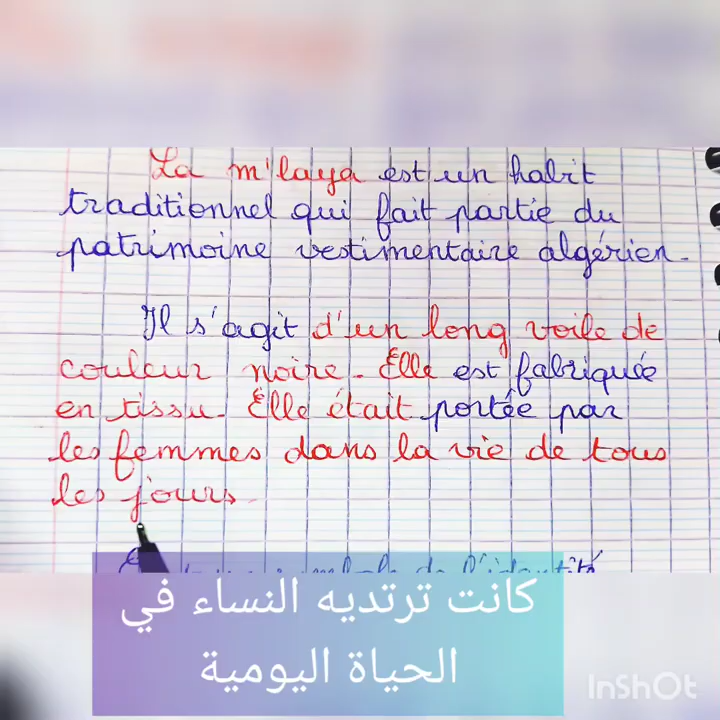 La m'laya est un habit
traditionnel qui fait partie du
patrimoine vestimentaire algérien.
Il s'agit d'un long voile de
couleur noire. Elle est fabriquée
en tissu. Elle était portée par
les femmes dans la vie de tous
les jours.
de l'identité
كانت ترتديه النساء في
الحياة اليومية
InShOt